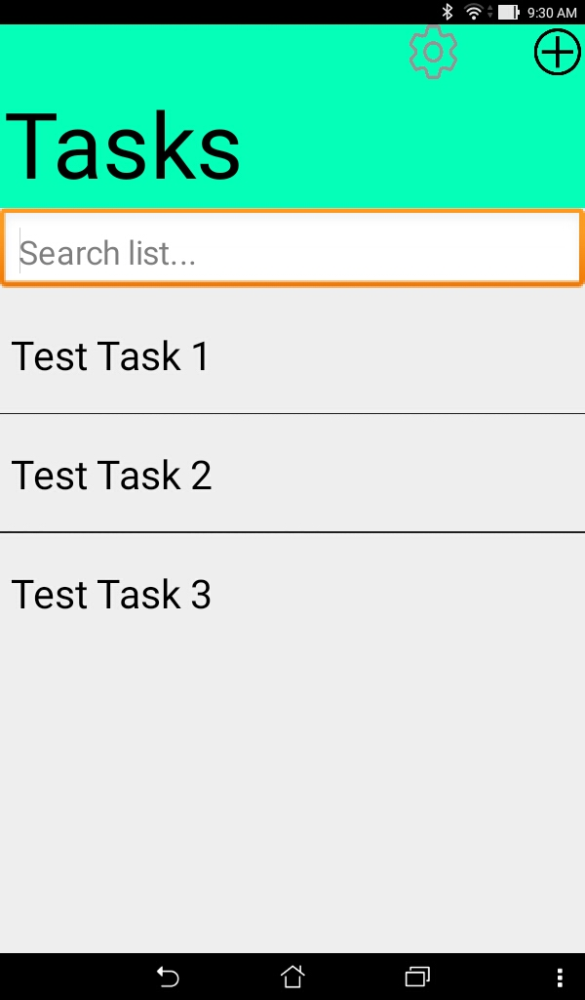 9:30 AM
Tasks
Search list...
Test Task 1
Test Task 2
Test Task 3